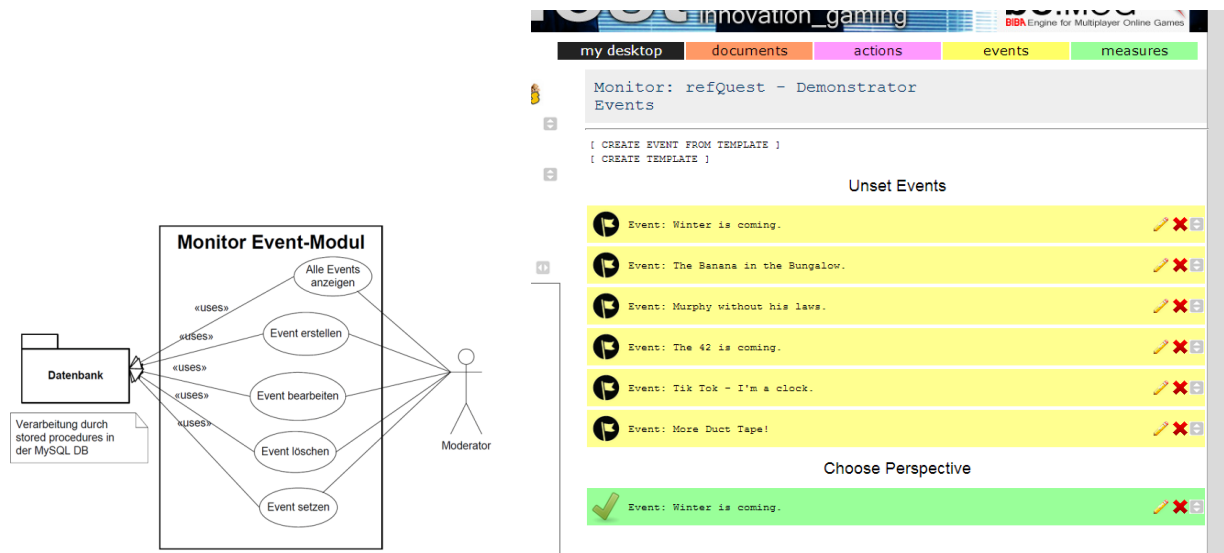 Monitor Event-Modul
Alle Events
anzeigen
«uses»
Event erstellen
«uses»
«uses»
Datenbank
Event bearbeiten
«uses»
Verarbeitung durch
stored procedures in
der MySQL DB
«uses»
Event löschen
Moderator
Event setzen
innovation_gaming
BIBA Engine for Multiplayer Online Games
my desktop
documents
actions
events
measures
Monitor: refQuest - Demonstrator
Events
[ CREATE EVENT FROM TEMPLATE ]
[ CREATE TEMPLATE ]
Unset Events
Event: Winter is coming.
Event: The Banana in the Bungalow.
Event: Murphy without his laws.
Event: The 42 is coming.
Event: Tik Tok - I'm a clock.
Event: More Duct Tape!
Choose Perspective
Event: Winter is coming.